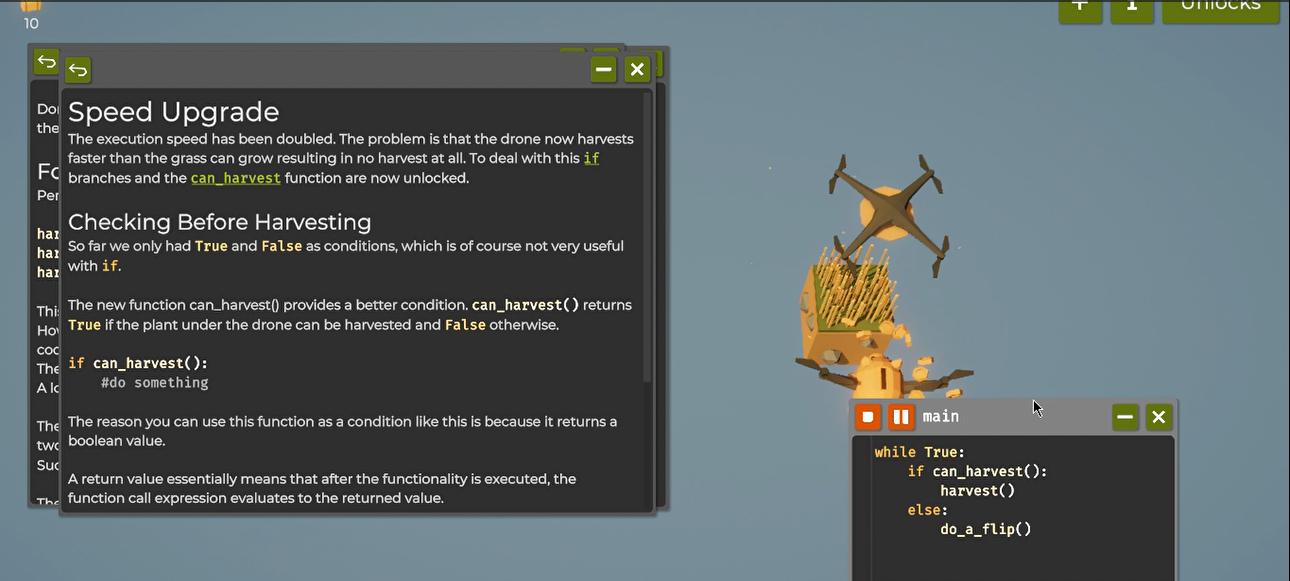 10
Unlocks
Do
the
Fo
Per
har
har
har
Thi
Hov
coc
The
A lo
The
two
Suc
Speed Upgrade
The execution speed has been doubled. The problem is that the drone now harvests
faster than the grass can grow resulting in no harvest at all. To deal with this if
branches and the can_harvest function are now unlocked.
Checking Before Harvesting
So far we only had True and False as conditions, which is of course not very useful
with if.
The new function can_harvest() provides a better condition. can_harvest() returns
True if the plant under the drone can be harvested and False otherwise.
if can_harvest():
    #do something
The reason you can use this function as a condition like this is because it returns a
boolean value.
A return value essentially means that after the functionality is executed, the
function call expression evaluates to the returned value.
main
while True:
    if can_harvest():
        harvest()
    else:
        do_a_flip()